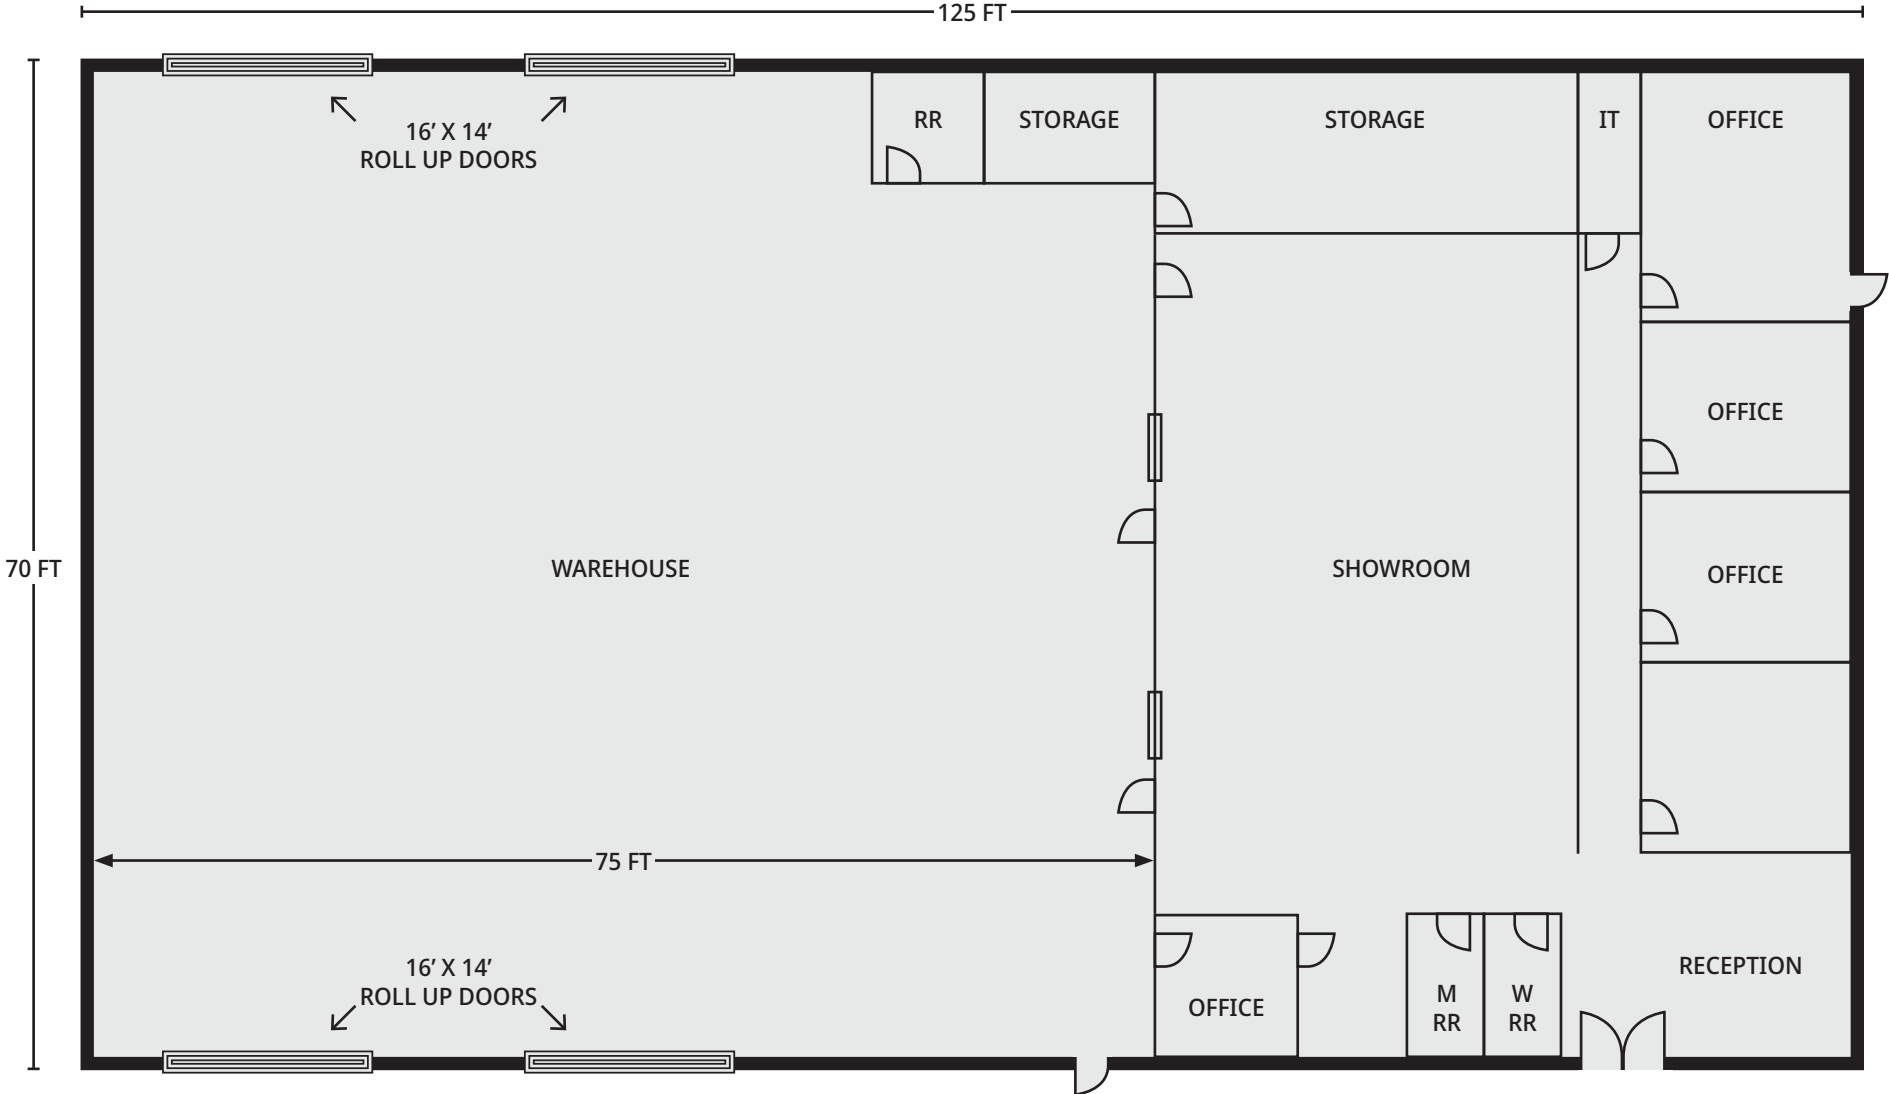 125 FT
16’ X 14’
ROLL UP DOORS
RR
STORAGE
STORAGE
IT
OFFICE
OFFICE
70 FT
WAREHOUSE
SHOWROOM
OFFICE
75 FT
16’ X 14’
ROLL UP DOORS
OFFICE
M
RR
W
RR
RECEPTION